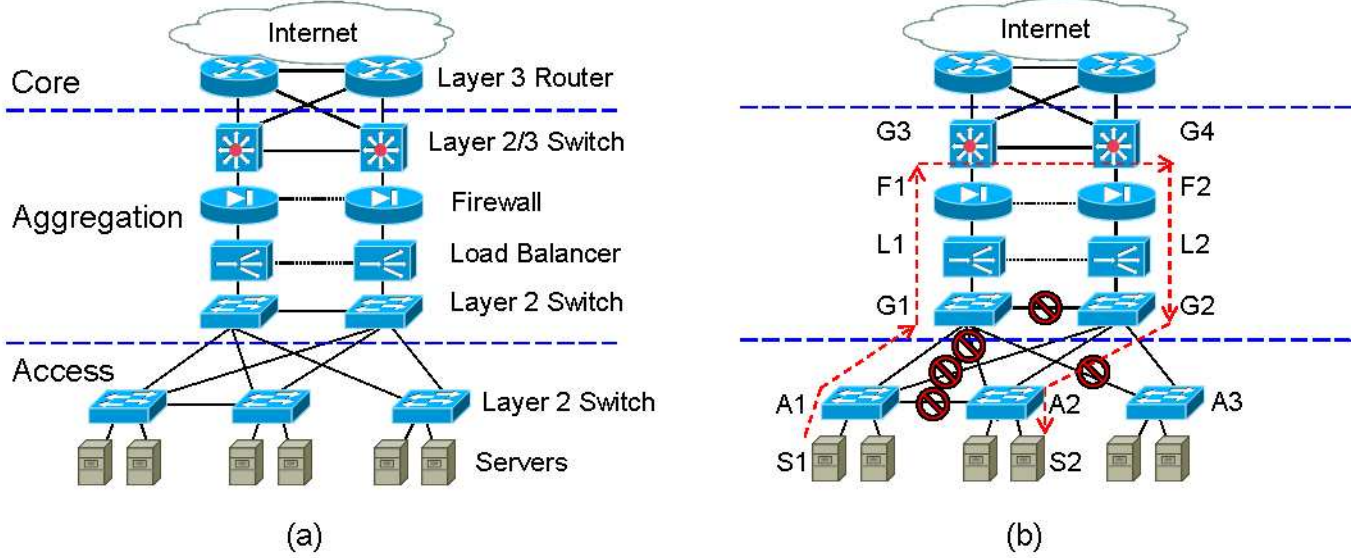 Internet
Core
Layer 3 Router
Layer 2/3 Switch
Aggregation
Firewall
Load Balancer
Layer 2 Switch
Access
Layer 2 Switch
Servers
(a)
Internet
G3
G4
F1
F2
L1
L2
G1
G2
A1
A2
A3
S1
S2
(b)